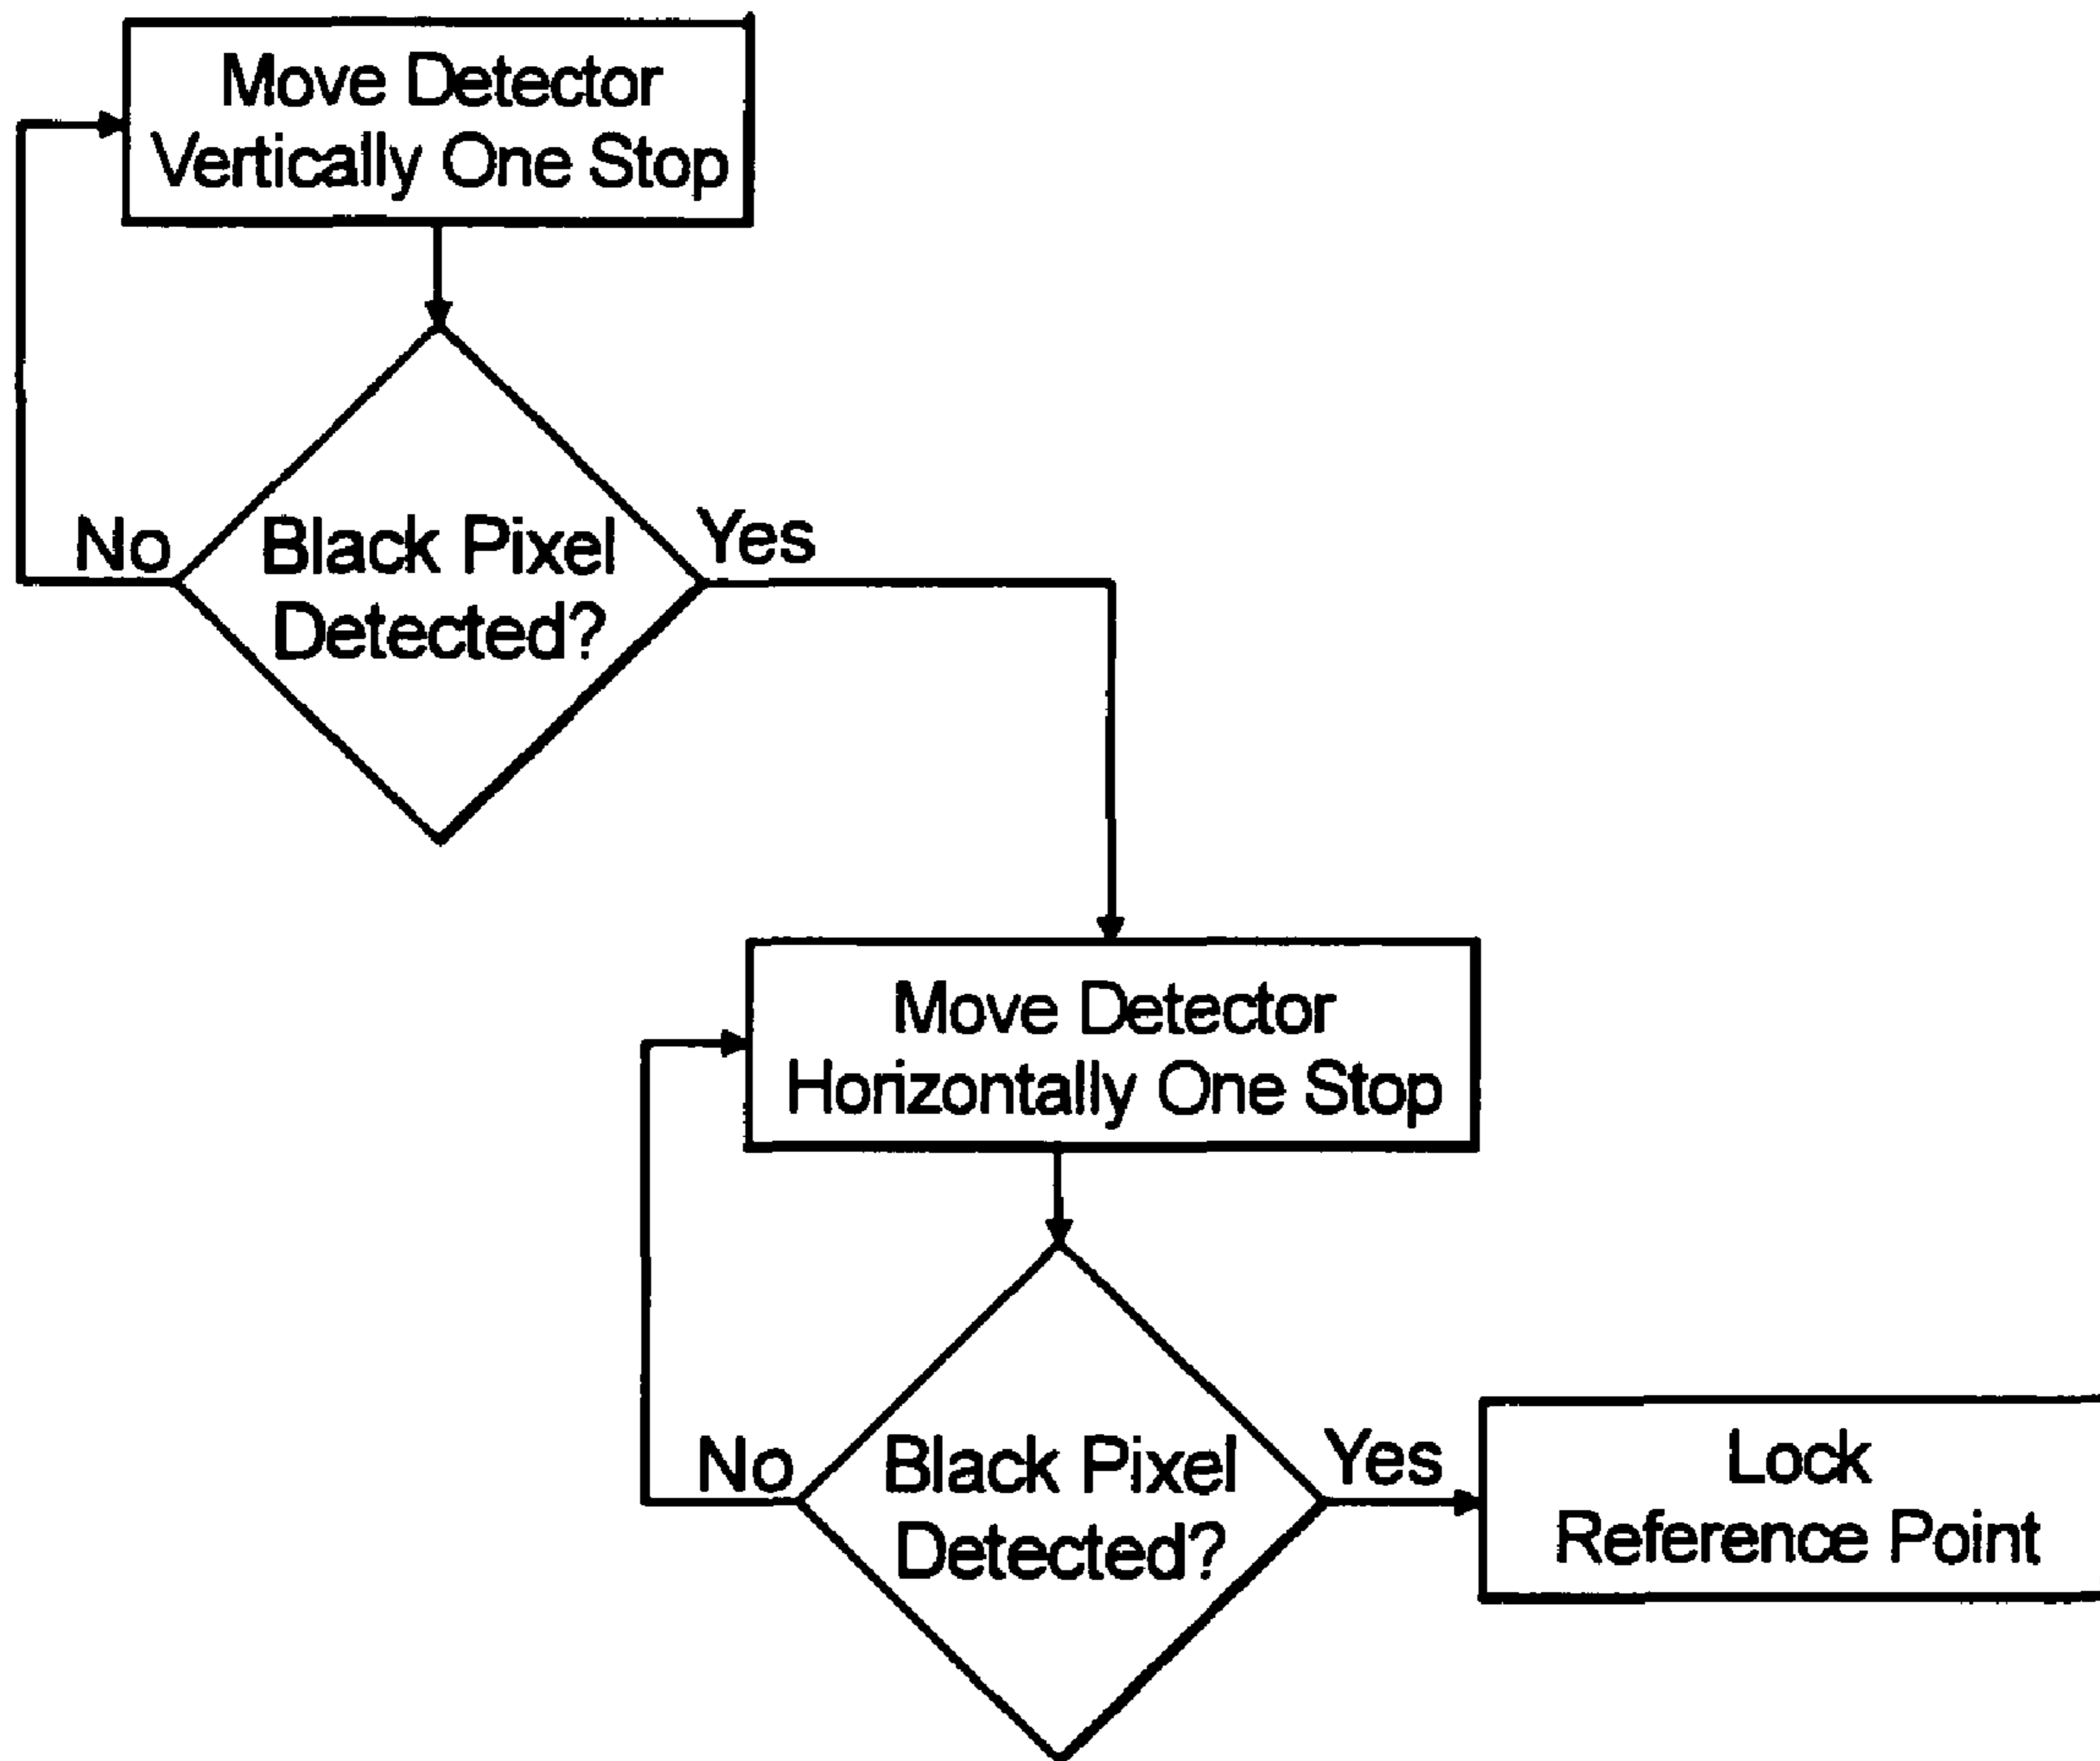 Move Detector
Vertically One Stop
No
Black Pixel
Detected?
Yes
Move Detector
Horizontally One Stop
No
Black Pixel
Detected?
Yes
Lock
Reference Point